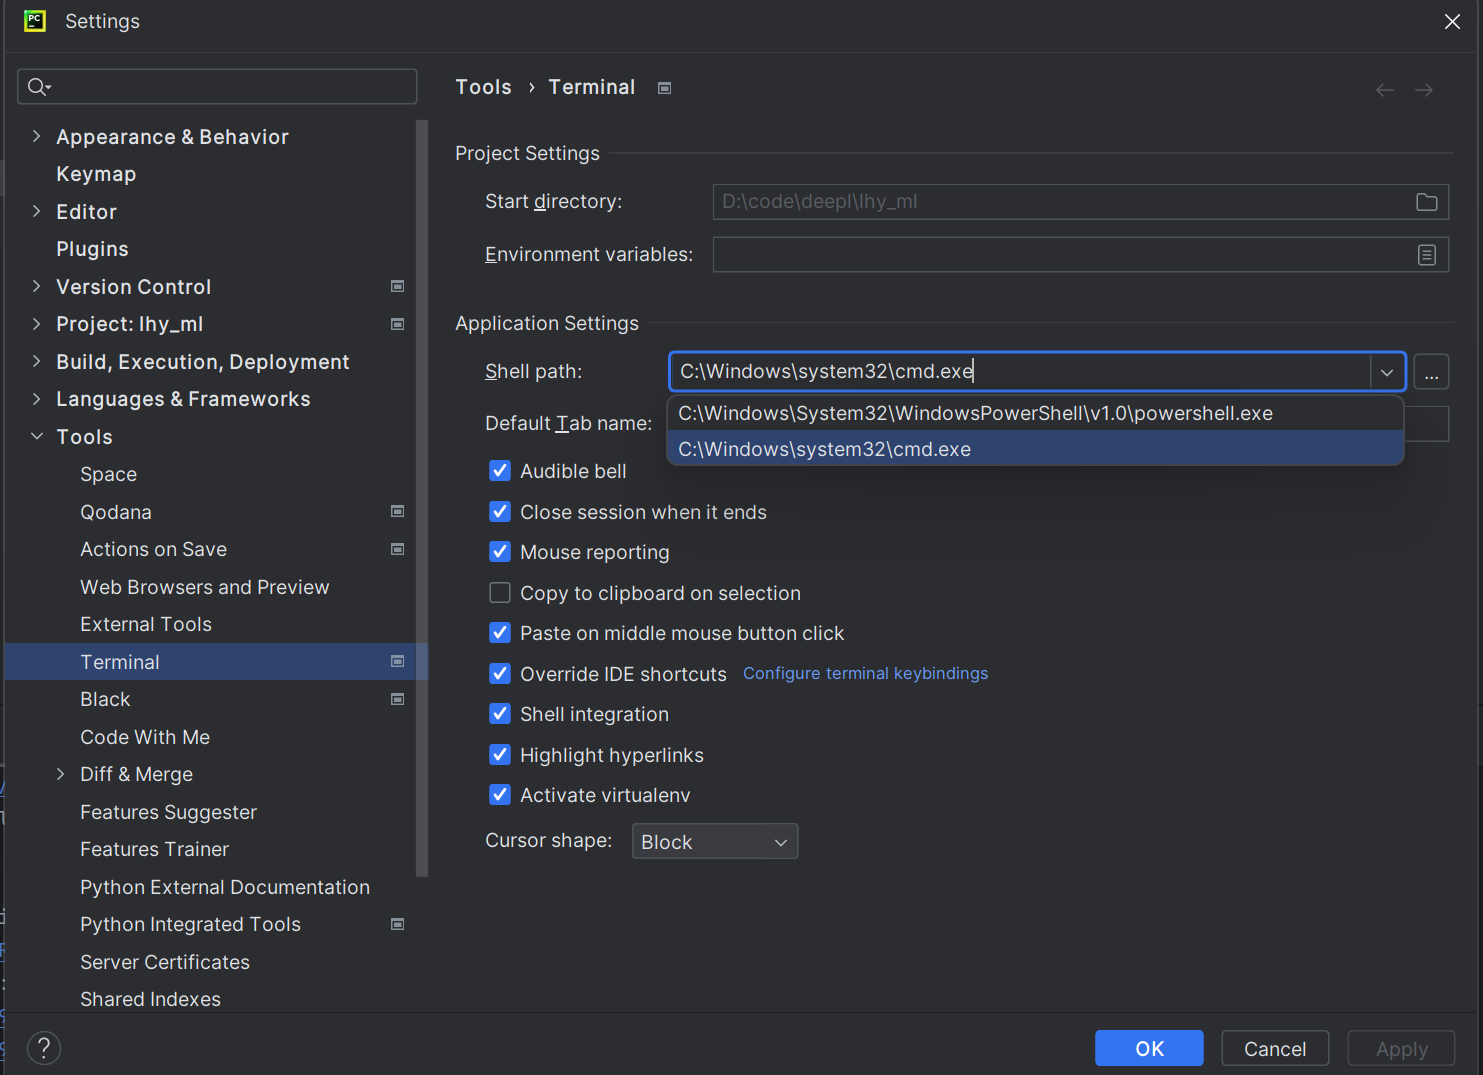 PC
Settings
Appearance & Behavior
Keymap
Editor
Plugins
Version Control
Project: lhy_ml
Build, Execution, Deployment
Languages & Frameworks
Tools
Space
Qodana
Actions on Save
Web Browsers and Preview
External Tools
Terminal
Black
Code With Me
Diff & Merge
Features Suggester
Features Trainer
Python External Documentation
Python Integrated Tools
Server Certificates
Shared Indexes
Tools › Terminal
Project Settings
Start directory: D:\code\deepl\lhy_ml
Environment variables:
Application Settings
Shell path: C:\Windows\system32\cmd.exe ...
C:\Windows\System32\WindowsPowerShell\v1.0\powershell.exe
Default Tab name:
C:\Windows\system32\cmd.exe
Audible bell
Close session when it ends
Mouse reporting
Copy to clipboard on selection
Paste on middle mouse button click
Override IDE shortcuts Configure terminal keybindings
Shell integration
Highlight hyperlinks
Activate virtualenv
Cursor shape: Block
?
OK Cancel Apply